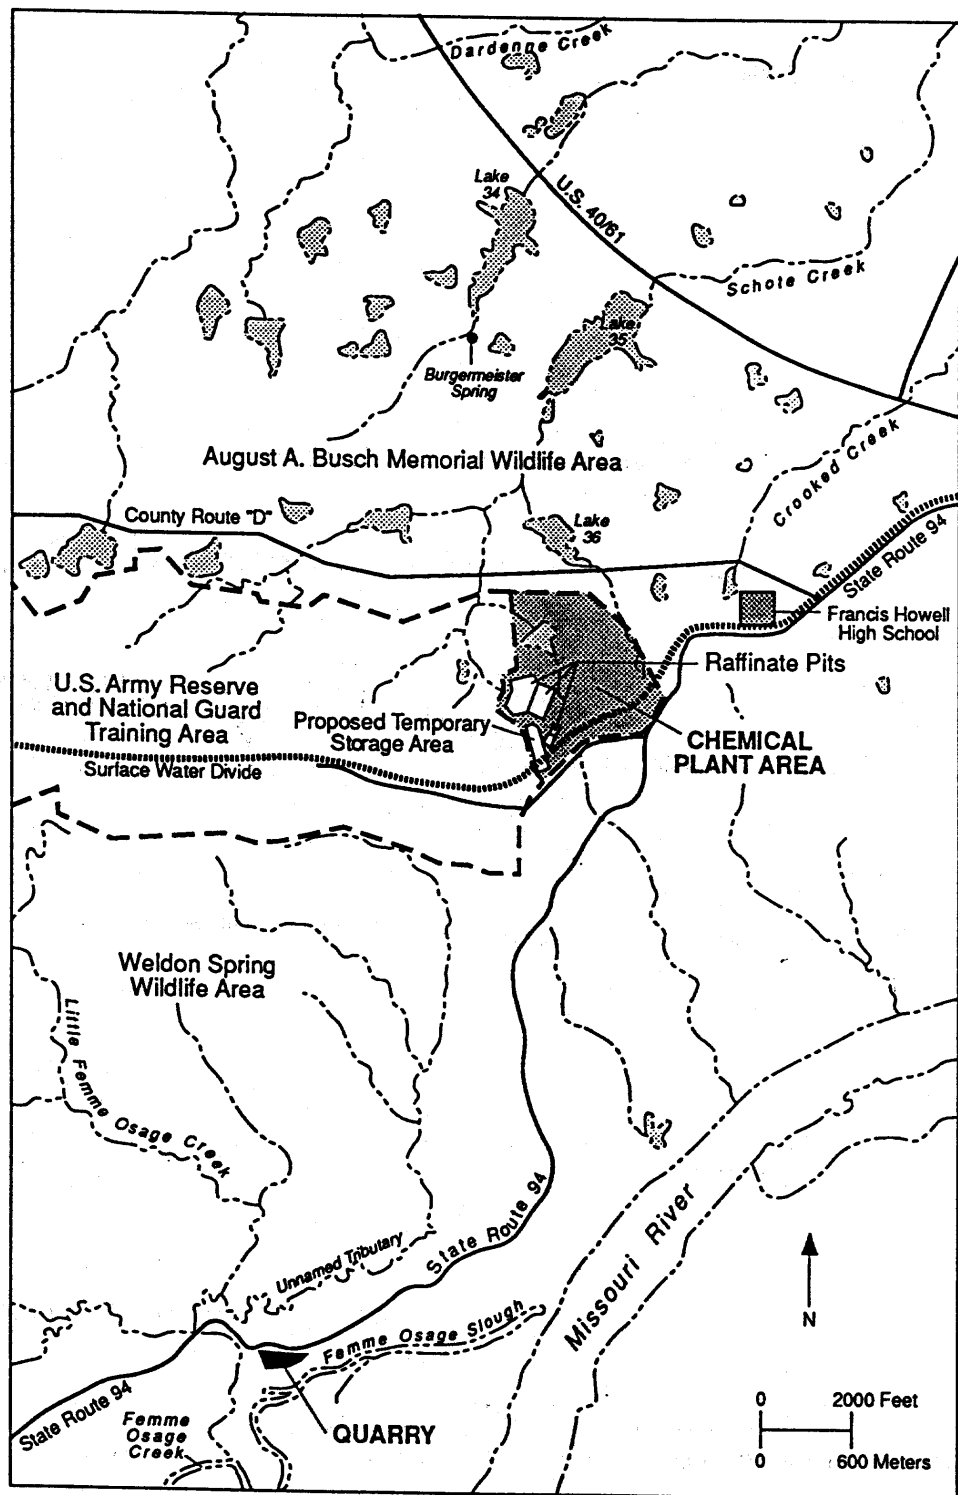 Dardenne Creek
Lake
34
U.S. 40/61
Schote Creek
Lake
35
Burgermeister
Spring
August A. Busch Memorial Wildlife Area
Crooked Creek
County Route "D"
Lake
36
State Route 94
Francis Howell
High School
Raffinate Pits
U.S. Army Reserve
and National Guard
Training Area
Proposed Temporary
Storage Area
CHEMICAL
PLANT AREA
Surface Water Divide
Weldon Spring
Wildlife Area
Little Femme Osage Creek
State Route 94
Unnamed Tributary
Missouri River
Femme Osage Slough
N
State Route 94
Femme
Osage
Creek
QUARRY
0 2000 Feet
0 600 Meters